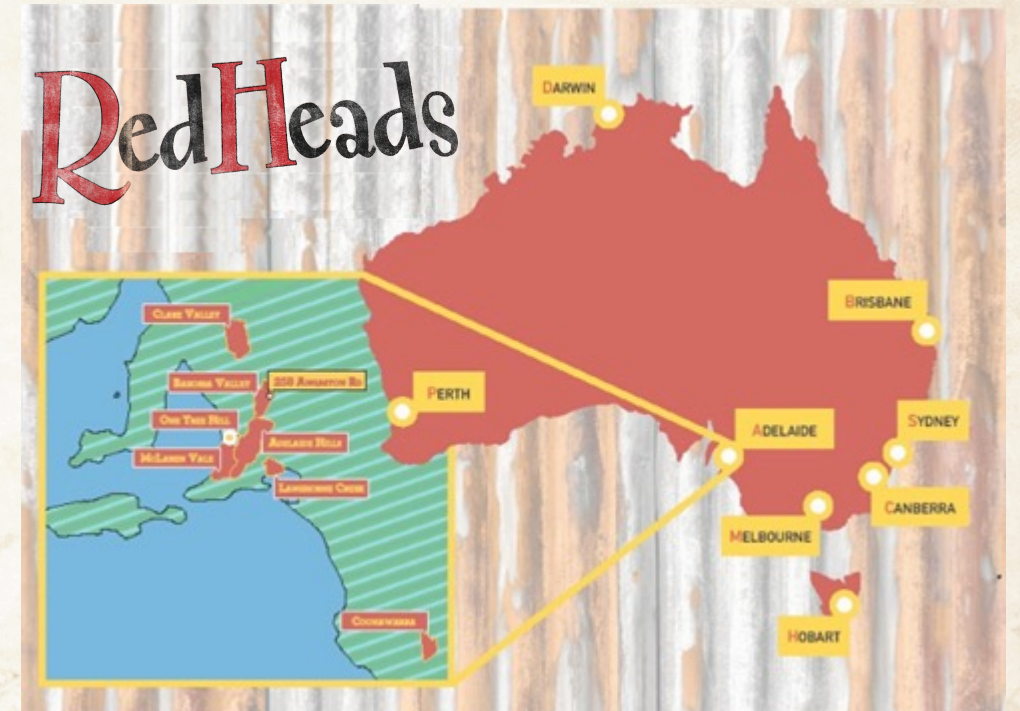 RedHeads
DARWIN
BRISBANE
PERTH
ADELAIDE
SYDNEY
CANBERRA
MELBOURNE
HOBART
CLARE VALLEY
BAROSSA VALLEY
258 ANGASTON RD
ONE TREE HILL
ADELAIDE HILLS
MCLAREN VALE
LANGHORNE CREEK
COONAWARRA